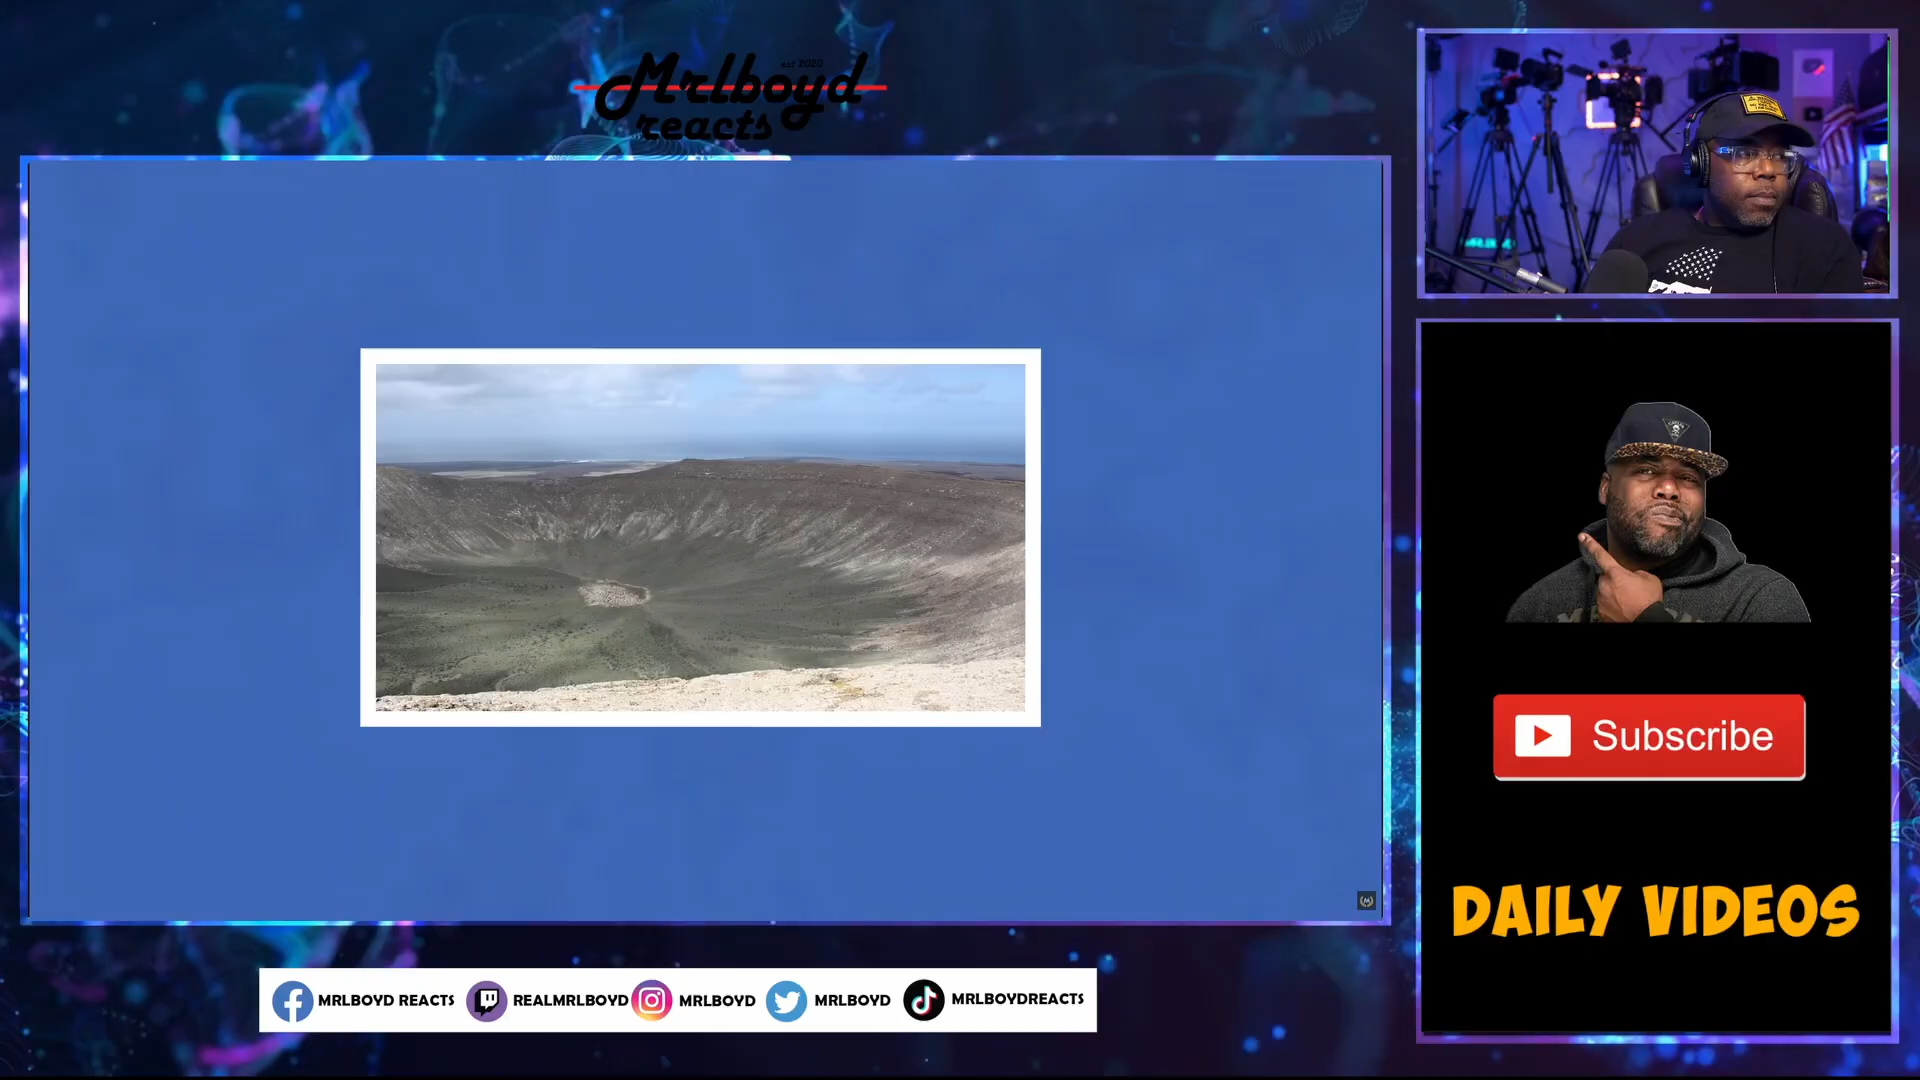 est 2020
Mrlboyd
reacts
Subscribe
DAILY VIDEOS
MRLBOYD REACTS REALMRLBOYD MRLBOYD MRLBOYD MRLBOYDREACTS